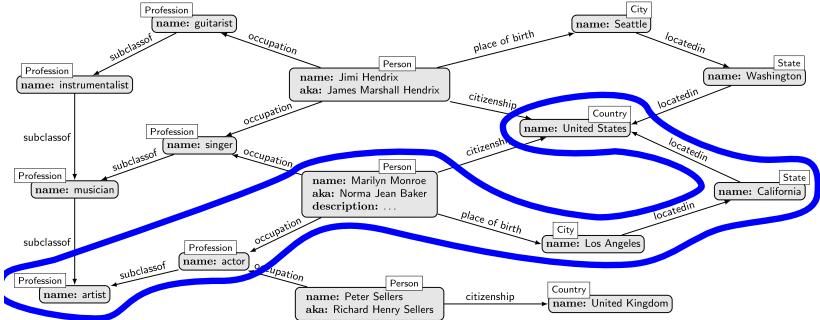 Profession
name: guitarist
City
name: Seattle
subclassof
occupation
place of birth
locatedin
Profession
name: instrumentalist
Person
name: Jimi Hendrix
aka: James Marshall Hendrix
State
name: Washington
occupation
citizenship
locatedin
Country
name: United States
subclassof
Profession
name: singer
subclassof
occupation
citizenship
locatedin
Profession
name: musician
Person
name: Marilyn Monroe
aka: Norma Jean Baker
description: ...
State
name: California
subclassof
occupation
place of birth
locatedin
City
name: Los Angeles
Profession
name: actor
subclassof
occupation
Profession
name: artist
Person
name: Peter Sellers
aka: Richard Henry Sellers
citizenship
Country
name: United Kingdom